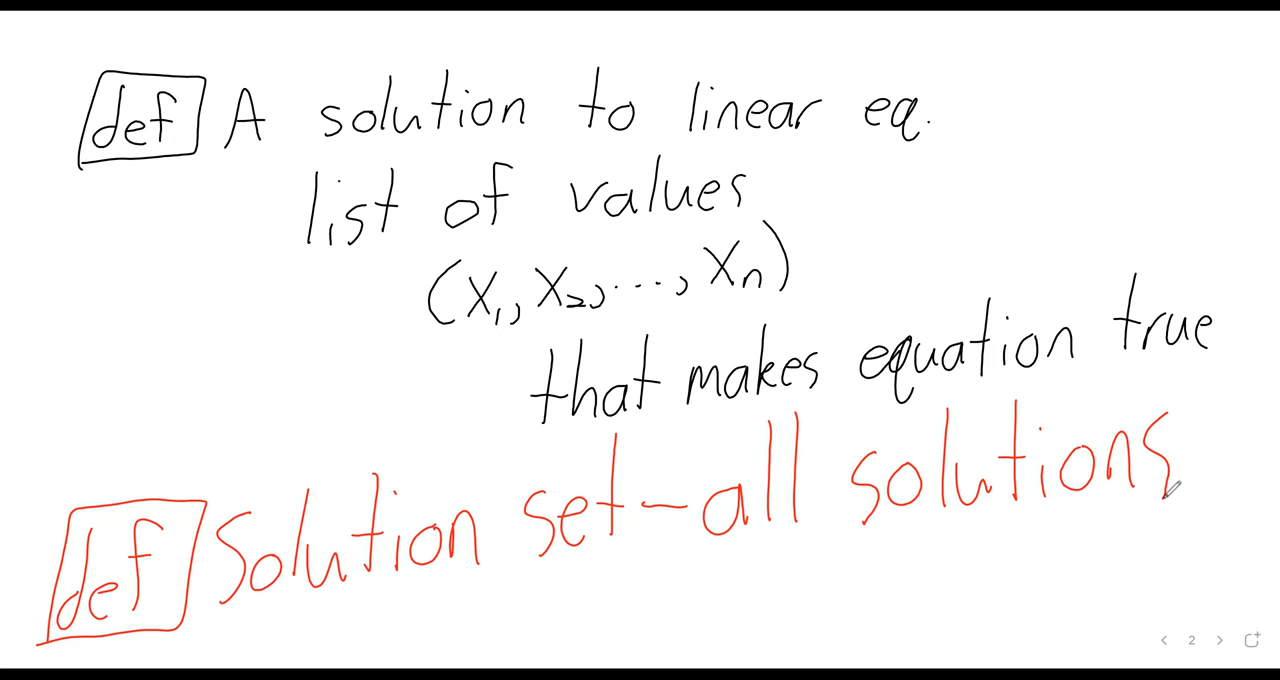 def A solution to linear eq.
list of values
(x₁, x₂, ..., xₙ)
that makes equation true
def Solution set - all solutions
2